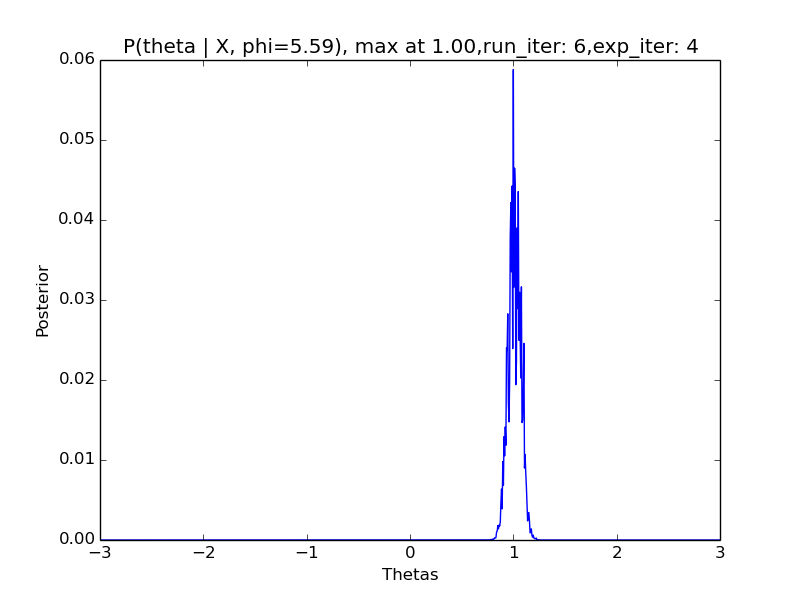 P(theta | X, phi=5.59), max at 1.00,run_iter: 6,exp_iter: 4
0.06
0.05
0.04
0.03
0.02
0.01
0.00
Posterior
−3 −2 −1 0 1 2 3
Thetas